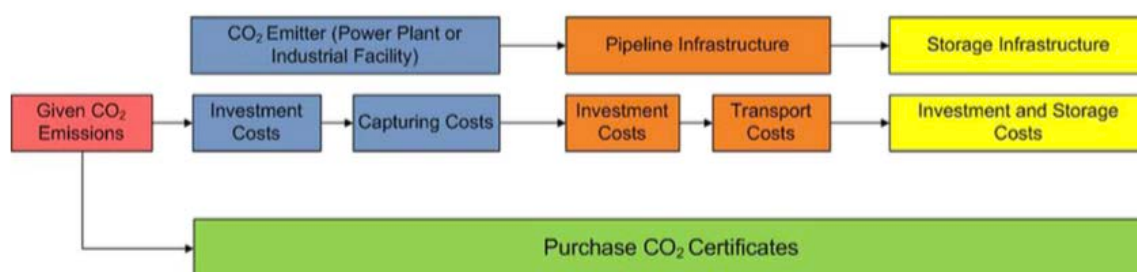 CO₂ Emitter (Power Plant or
Industrial Facility)
Pipeline Infrastructure
Storage Infrastructure
Given CO₂
Emissions
Investment
Costs
Capturing Costs
Investment
Costs
Transport
Costs
Investment and Storage
Costs
Purchase CO₂ Certificates